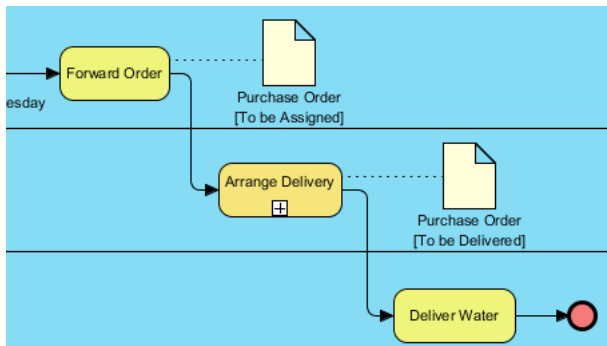 Forward Order
Purchase Order
[To be Assigned]
esday
Arrange Delivery
Purchase Order
[To be Delivered]
Deliver Water